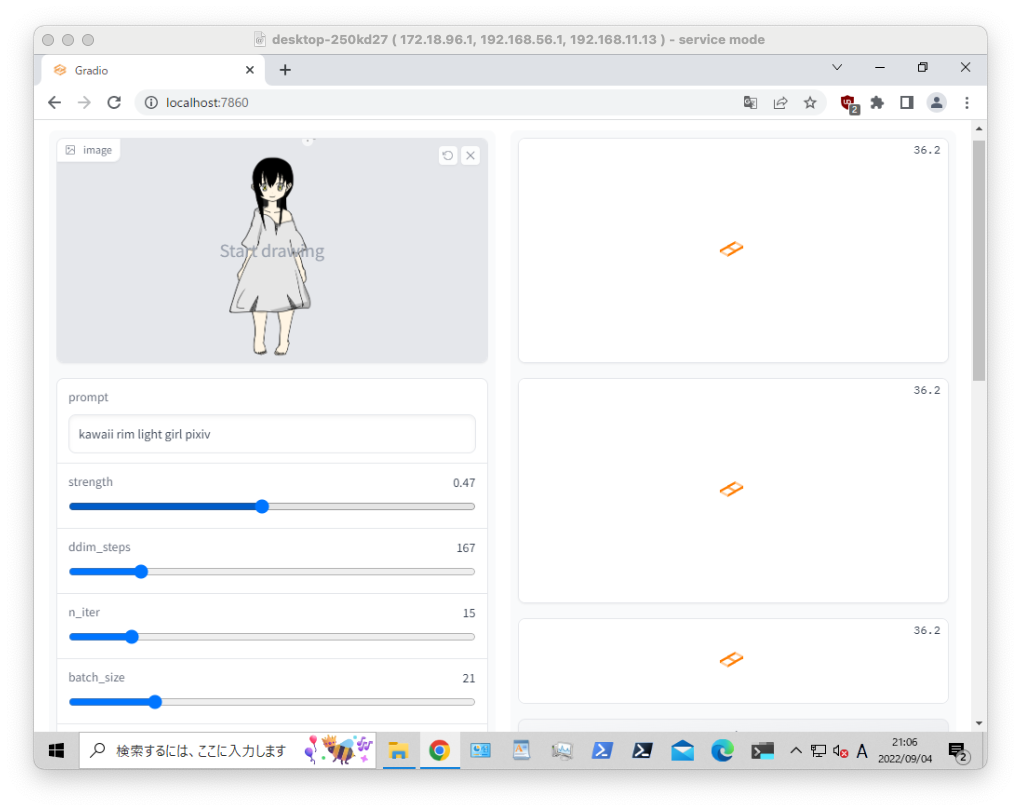 desktop-250kd27 ( 172.18.96.1, 192.168.56.1, 192.168.11.13 ) - service mode
Gradio
localhost:7860
2
image
Start drawing
prompt
kawaii rim light girl pixiv
strength 0.47
ddim_steps 167
n_iter 15
batch_size 21
36.2
36.2
36.2
検索するには、ここに入力します
A
21:06
2022/09/04
2